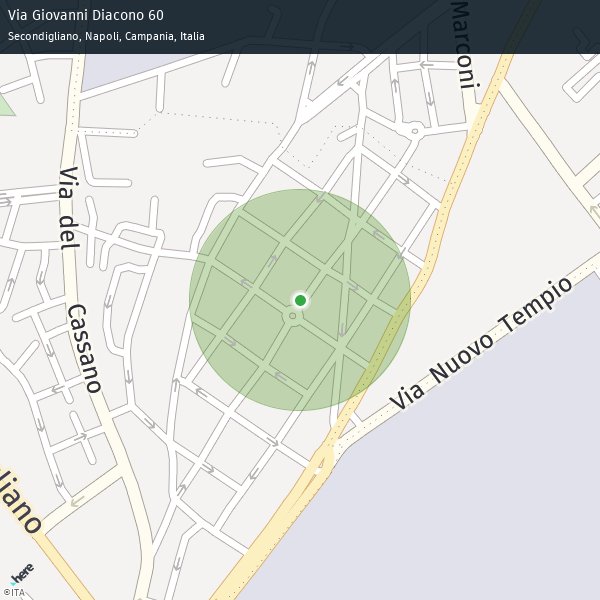 Via Giovanni Diacono 60
Secondigliano, Napoli, Campania, Italia
Marconi
Via del
Cassano
Via Nuovo Tempio
liano
here
©ITA